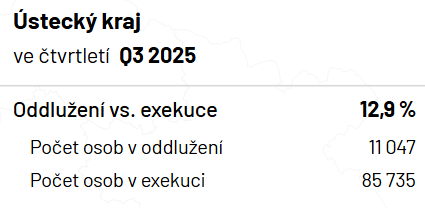 Ústecký kraj
ve čtvrtletí Q3 2025
Oddlužení vs. exekuce 12,9 %
Počet osob v oddlužení 11 047
Počet osob v exekuci 85 735